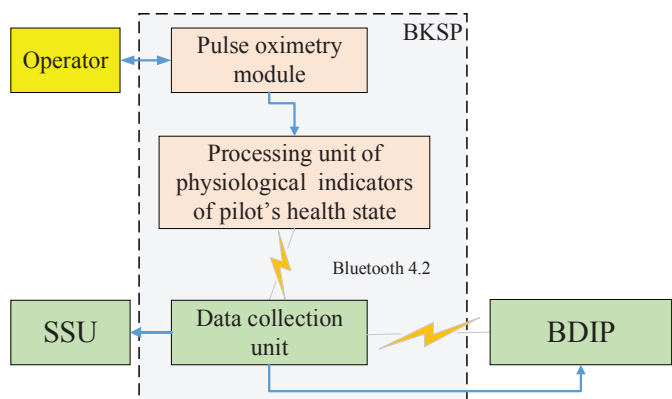 BKSP
Operator
Pulse oximetry
module
Processing unit of
physiological indicators
of pilot's health state
Bluetooth 4.2
SSU
Data collection
unit
BDIP